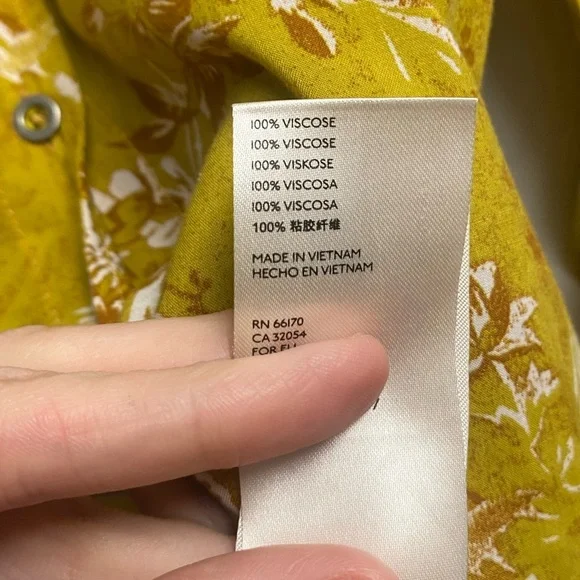 100% VISCOSE
100% VISCOSE
100% VISKOSE
100% VISCOSA
100% VISCOSA
100% 粘胶纤维
MADE IN VIETNAM
HECHO EN VIETNAM
RN 66170
CA 32054
FOR